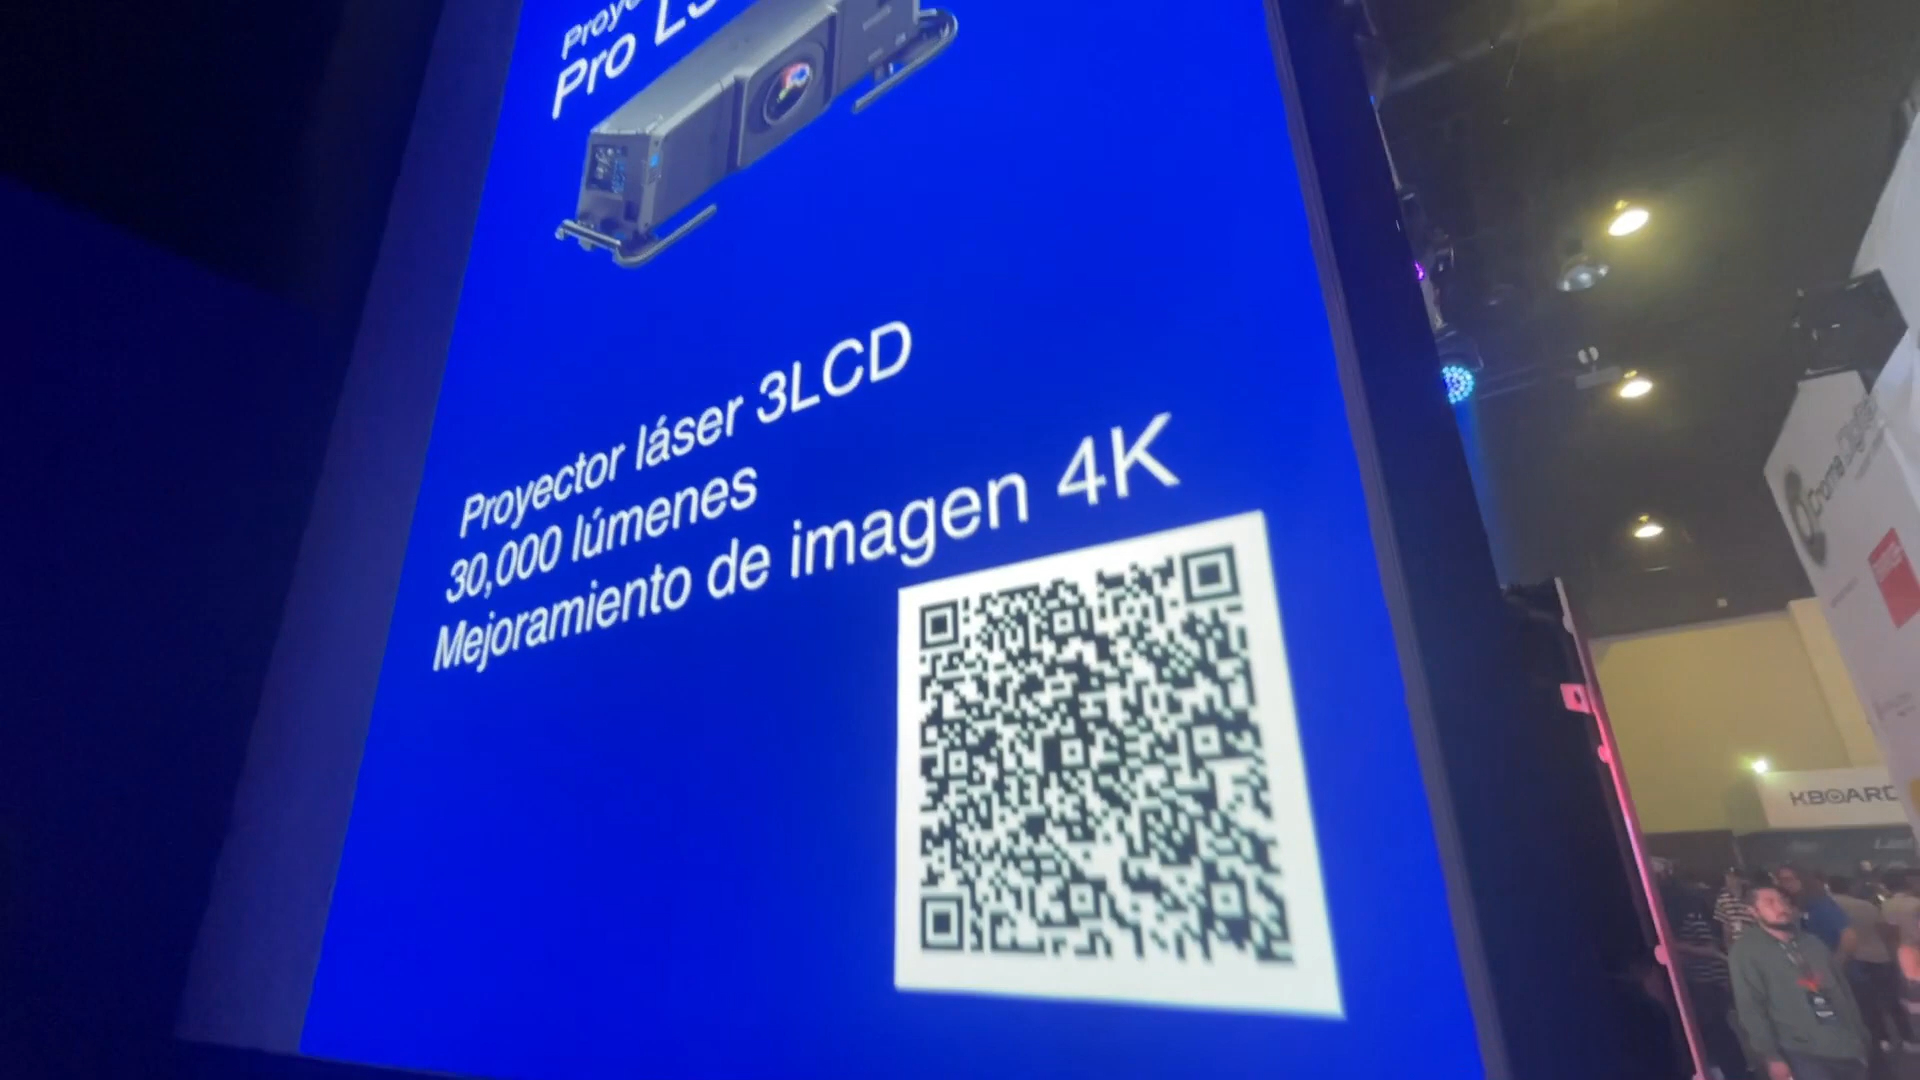 Pro
Proyector láser 3LCD
30,000 lúmenes
Mejoramiento de imagen 4K
KBOARD